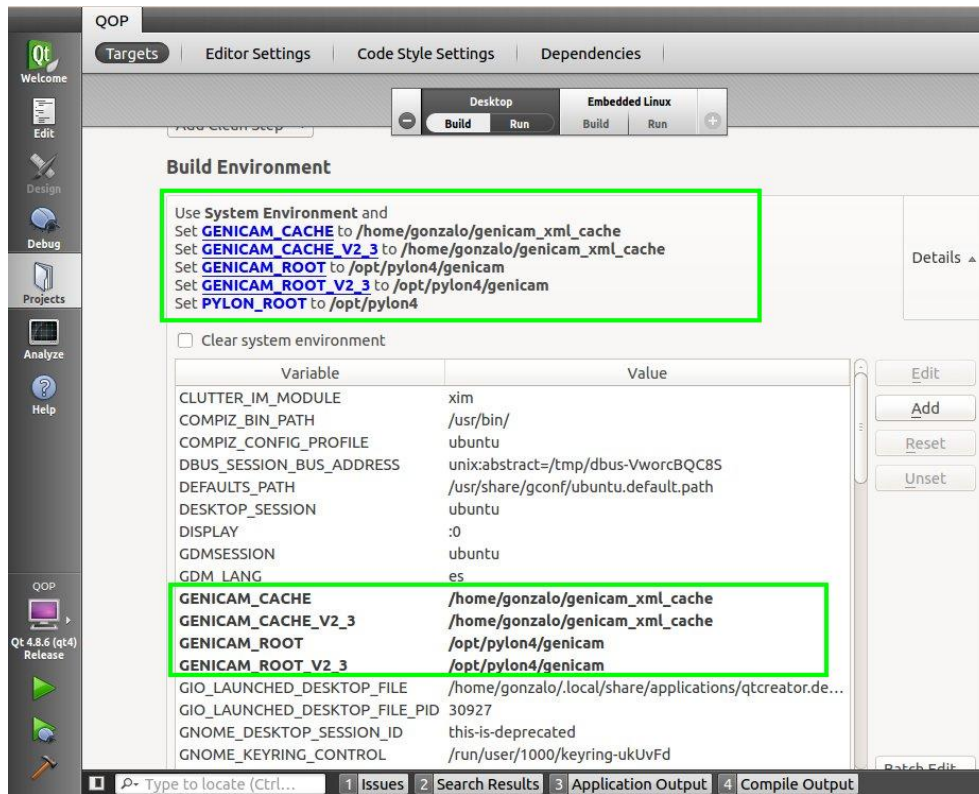 QOP
Targets Editor Settings Code Style Settings Dependencies
Qt
Welcome
Edit
Design
Debug
Projects
Analyze
Help
Desktop Embedded Linux
Build Run Build Run
Add Clean Step
Build Environment
Use System Environment and
Set GENICAM_CACHE to /home/gonzalo/genicam_xml_cache
Set GENICAM_CACHE_V2_3 to /home/gonzalo/genicam_xml_cache
Set GENICAM_ROOT to /opt/pylon4/genicam
Set GENICAM_ROOT_V2_3 to /opt/pylon4/genicam
Set PYLON_ROOT to /opt/pylon4
Details
Clear system environment
Variable Value
CLUTTER_IM_MODULE xim
COMPIZ_BIN_PATH /usr/bin/
COMPIZ_CONFIG_PROFILE ubuntu
DBUS_SESSION_BUS_ADDRESS unix:abstract=/tmp/dbus-VworcBQC8S
DEFAULTS_PATH /usr/share/gconf/ubuntu.default.path
DESKTOP_SESSION ubuntu
DISPLAY :0
GDMSESSION ubuntu
GDM_LANG es
GENICAM_CACHE /home/gonzalo/genicam_xml_cache
GENICAM_CACHE_V2_3 /home/gonzalo/genicam_xml_cache
GENICAM_ROOT /opt/pylon4/genicam
GENICAM_ROOT_V2_3 /opt/pylon4/genicam
GIO_LAUNCHED_DESKTOP_FILE /home/gonzalo/.local/share/applications/qtcreator.de...
GIO_LAUNCHED_DESKTOP_FILE_PID 30927
GNOME_DESKTOP_SESSION_ID this-is-deprecated
GNOME_KEYRING_CONTROL /run/user/1000/keyring-ukUvFd
Edit
Add
Reset
Unset
Batch Edit...
QOP
Qt 4.8.6 (qt4)
Release
Type to locate (Ctrl... 1 Issues 2 Search Results 3 Application Output 4 Compile Output